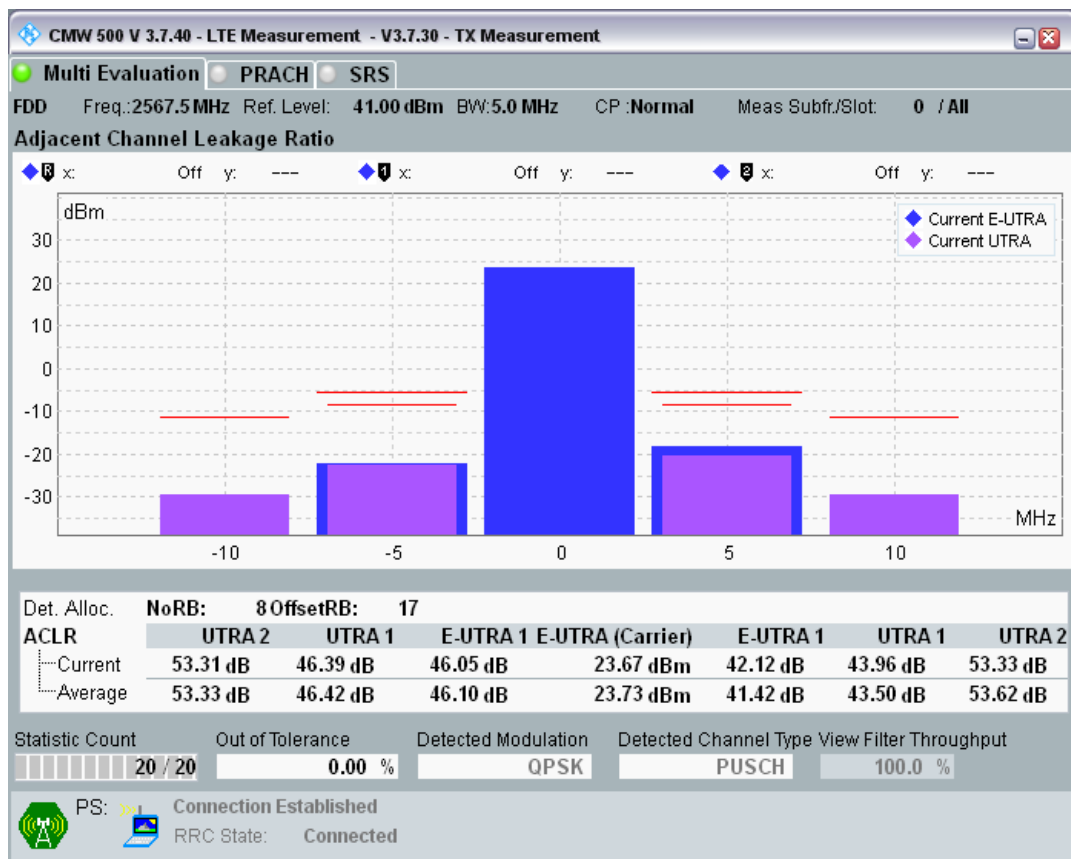 CMW 500 V 3.7.40 - LTE Measurement - V3.7.30 - TX Measurement
Multi Evaluation PRACH SRS
FDD Freq.:2567.5 MHz Ref. Level: 41.00 dBm BW:5.0 MHz CP :Normal Meas Subfr./Slot: 0 / All
Adjacent Channel Leakage Ratio
R x: Off y: --- 1 x: Off y: --- 2 x: Off y: ---
dBm
Current E-UTRA
Current UTRA
30
20
10
0
-10
-20
-30
MHz
-10 -5 0 5 10
Det. Alloc. NoRB: 8 OffsetRB: 17
ACLR UTRA 2 UTRA 1 E-UTRA 1 E-UTRA (Carrier) E-UTRA 1 UTRA 1 UTRA 2
Current 53.31 dB 46.39 dB 46.05 dB 23.67 dBm 42.12 dB 43.96 dB 53.33 dB
Average 53.33 dB 46.42 dB 46.10 dB 23.73 dBm 41.42 dB 43.50 dB 53.62 dB
Statistic Count Out of Tolerance Detected Modulation Detected Channel Type View Filter Throughput
20 / 20 0.00 % QPSK PUSCH 100.0 %
PS: Connection Established
RRC State: Connected